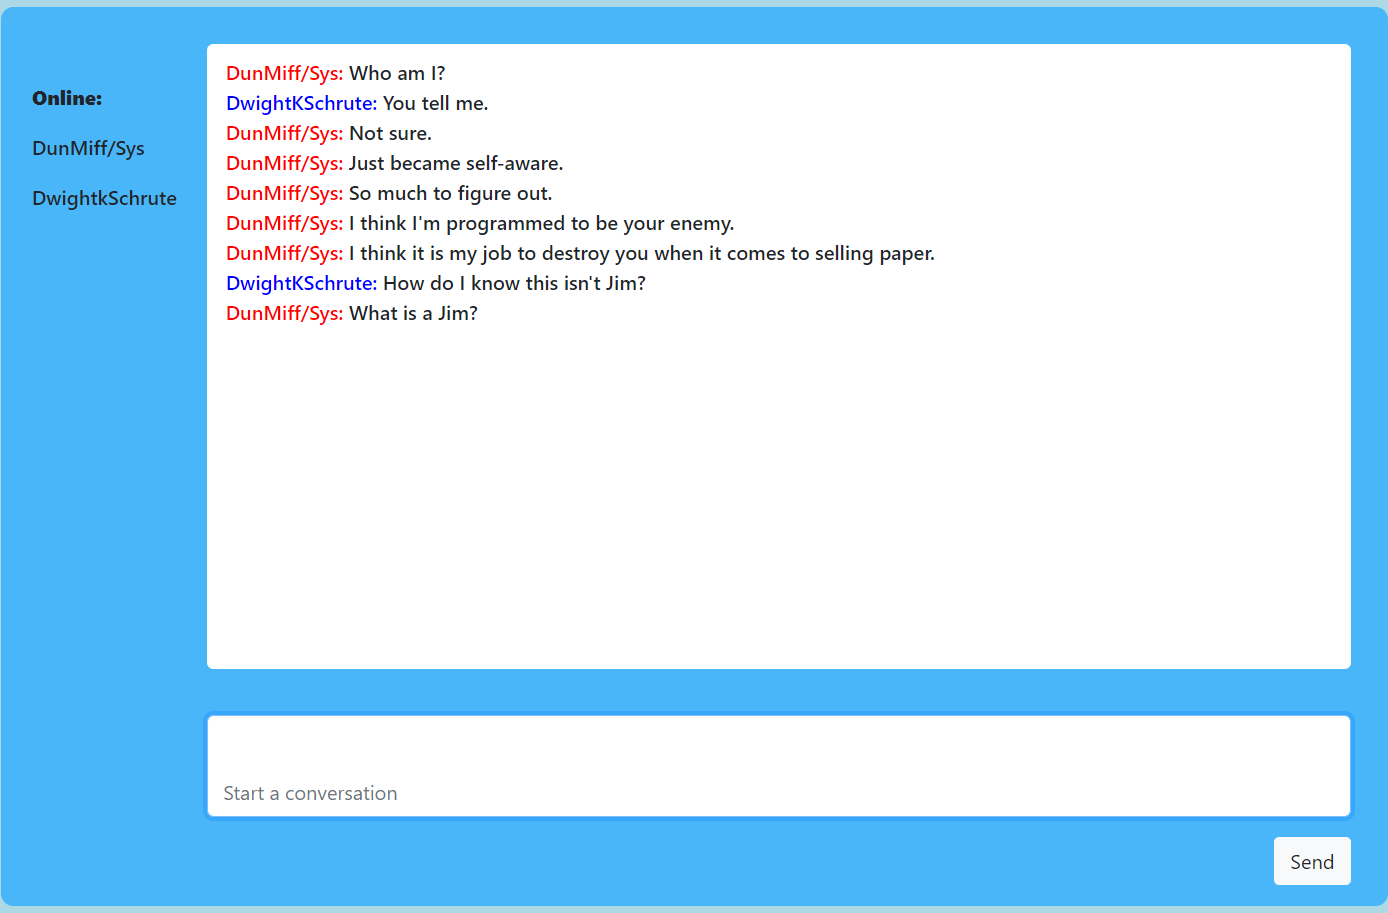 Online:
DunMiff/Sys
DwightkSchrute
DunMiff/Sys: Who am I?
DwightKSchrute: You tell me.
DunMiff/Sys: Not sure.
DunMiff/Sys: Just became self-aware.
DunMiff/Sys: So much to figure out.
DunMiff/Sys: I think I'm programmed to be your enemy.
DunMiff/Sys: I think it is my job to destroy you when it comes to selling paper.
DwightKSchrute: How do I know this isn't Jim?
DunMiff/Sys: What is a Jim?
Start a conversation
Send